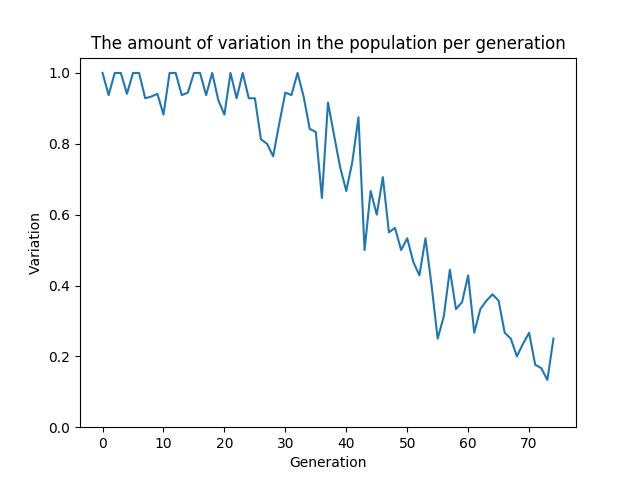 The amount of variation in the population per generation
1.0
0.8
0.6
0.4
0.2
0.0
Variation
0 10 20 30 40 50 60 70
Generation